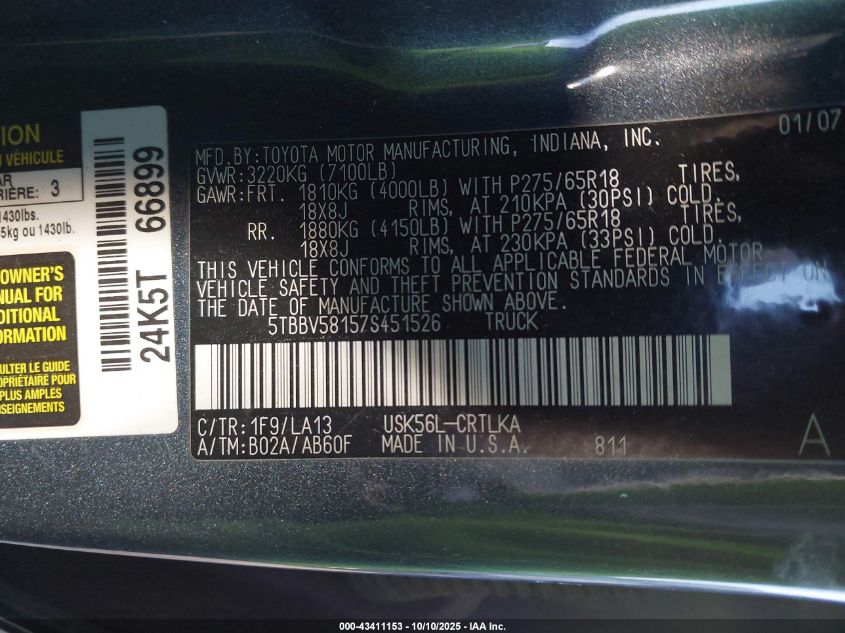 TION
VÉHICULE
AR
RIÈRE: 3
1430lbs.
5kg ou 1430lb.
OWNER'S
NUAL FOR
DITIONAL
ORMATION
ULTER LE GUIDE
OPRIÉTAIRE POUR
PLUS AMPLES
SEIGNEMENTS
24K5T 66899
01/07
MFD.BY:TOYOTA MOTOR MANUFACTURING, INDIANA, INC.
GVWR:3220KG (7100LB)
GAWR:FRT. 1810KG (4000LB) WITH P275/65R18 TIRES,
18X8J RIMS, AT 210KPA (30PSI) COLD.
RR. 1880KG (4150LB) WITH P275/65R18 TIRES,
18X8J RIMS, AT 230KPA (33PSI) COLD.
THIS VEHICLE CONFORMS TO ALL APPLICABLE FEDERAL MOTOR
VEHICLE SAFETY AND THEFT PREVENTION STANDARDS IN EFFECT ON
THE DATE OF MANUFACTURE SHOWN ABOVE.
5TBBV58157S451526 TRUCK
C/TR:1F9/LA13 USK56L-CRTLKA
A/TM:B02A/AB60F MADE IN U.S.A. 811
A
000-43411153 - 10/10/2025 - IAA Inc.